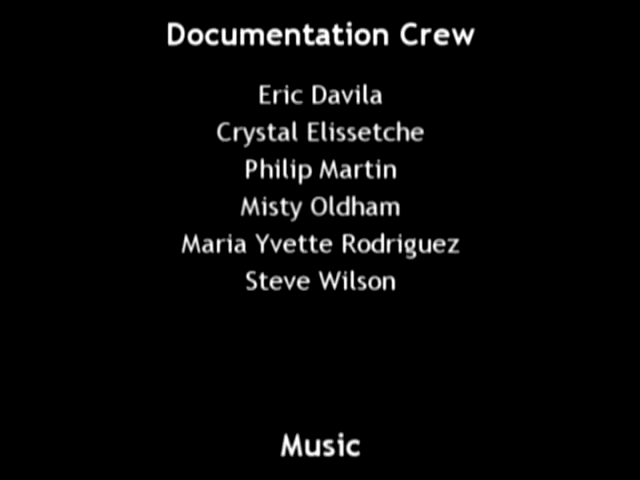 Documentation Crew
Eric Davila
Crystal Elissetche
Philip Martin
Misty Oldham
Maria Yvette Rodriguez
Steve Wilson
Music